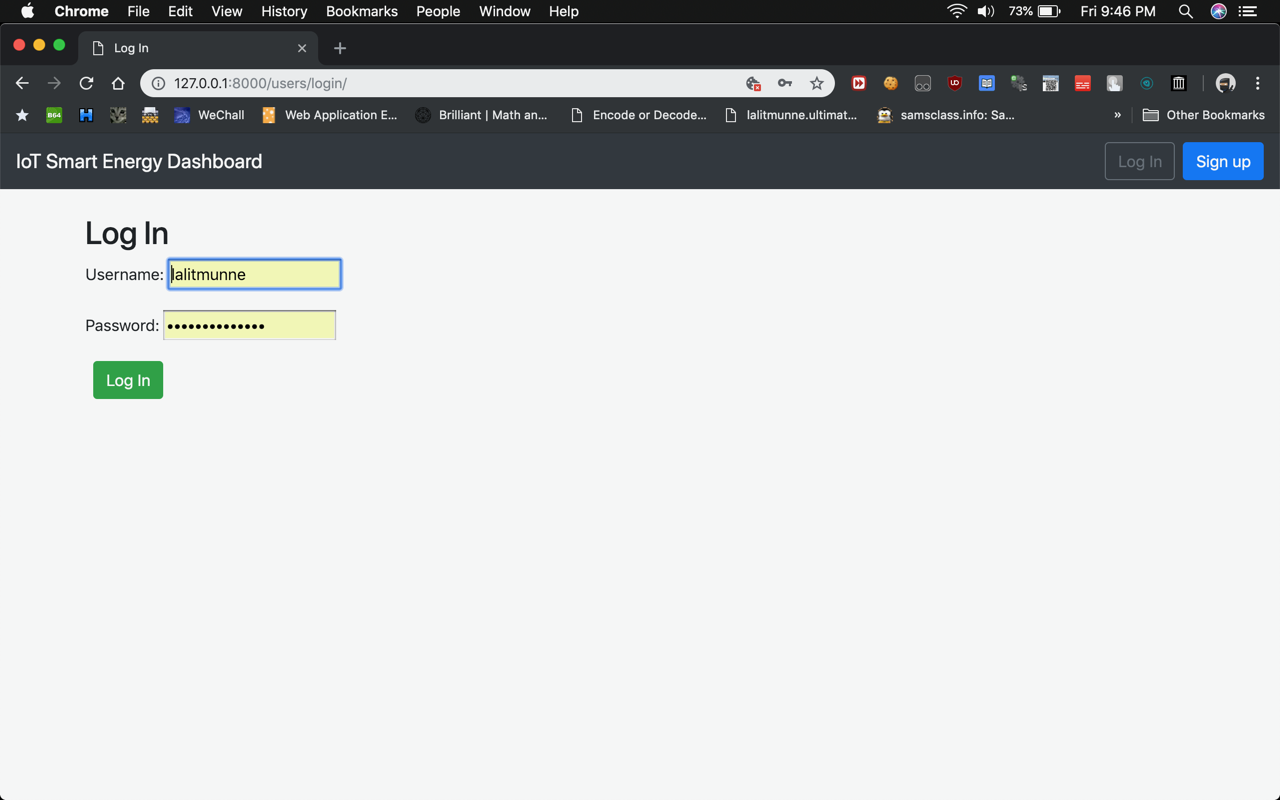 Chrome File Edit View History Bookmarks People Window Help 73% Fri 9:46 PM
Log In
127.0.0.1:8000/users/login/
B64 H WeChall Web Application E... Brilliant | Math an... Encode or Decode... lalitmunne.ultimat... samsclass.info: Sa... » Other Bookmarks
IoT Smart Energy Dashboard Log In Sign up
Log In
Username: lalitmunne
Password: ••••••••••••••
Log In